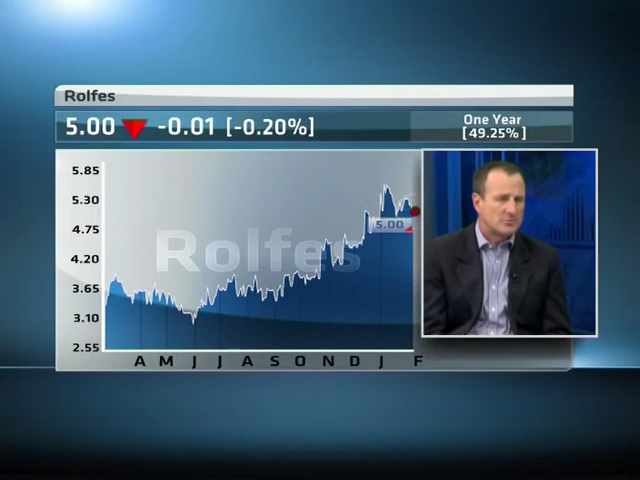 Rolfes
5.00 -0.01 [-0.20%]
One Year
[49.25%]
5.85
5.30
4.75
4.20
3.65
3.10
2.55
Rolfes
5.00
A M J J A S O N D J F